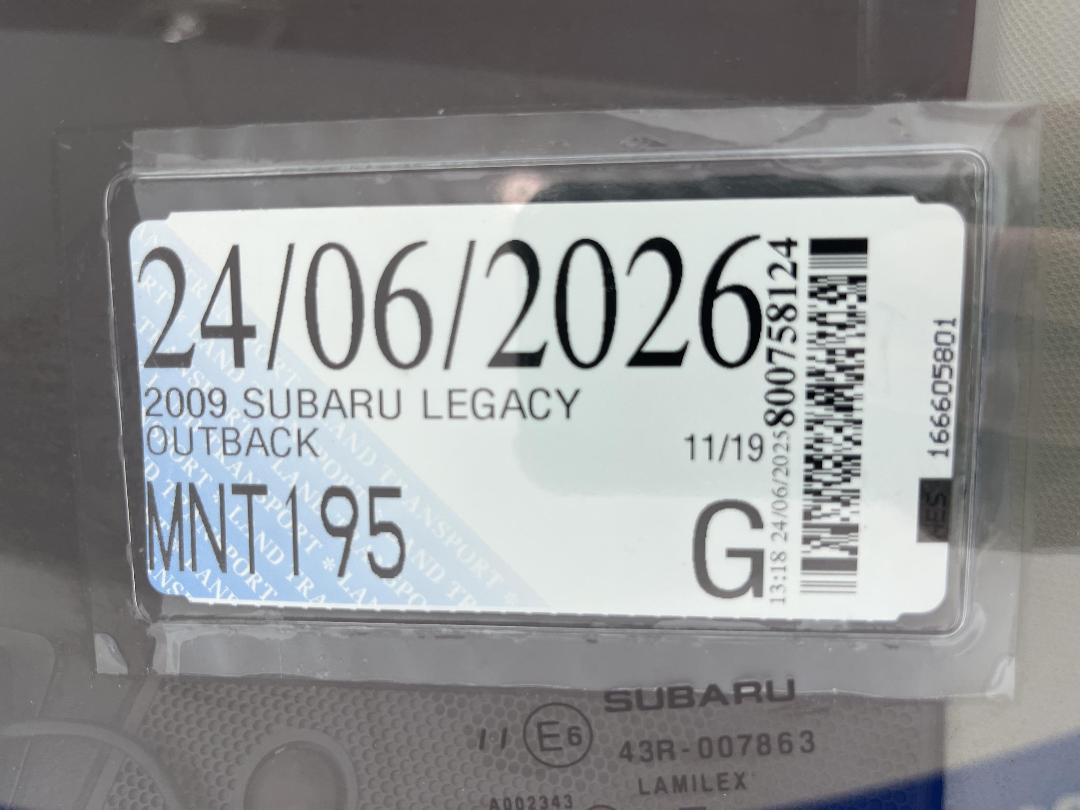 24/06/2026
2009 SUBARU LEGACY
OUTBACK
11/19
MNT195
G
13:18 24/06/2025
800758124
166605801
SUBARU
E6
43R-007863
LAMILEX
A002343